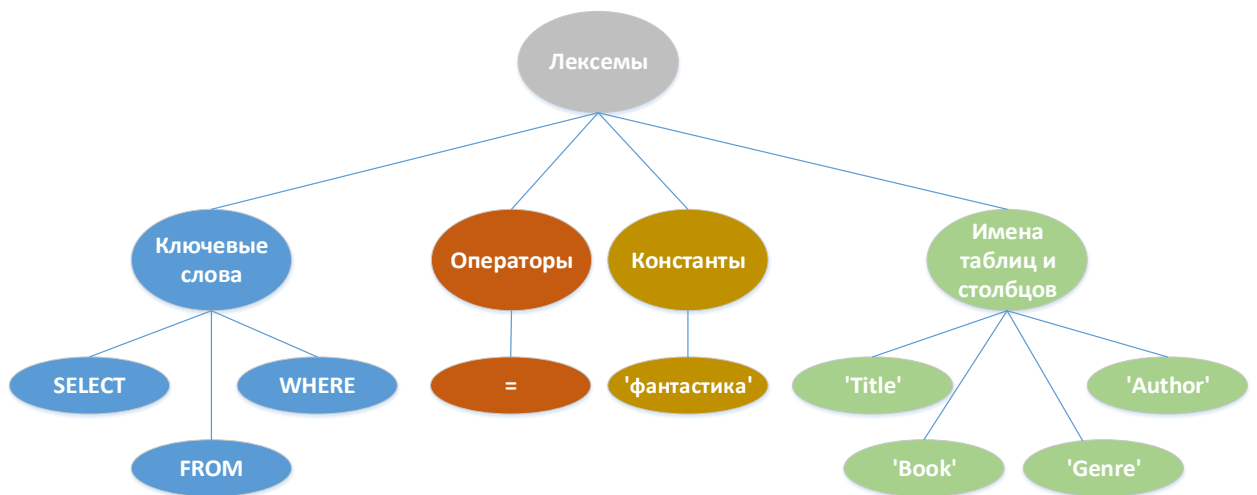 Лексемы
Ключевые
слова
Операторы
Константы
Имена
таблиц и
столбцов
SELECT
WHERE
=
'фантастика'
'Title'
'Author'
FROM
'Book'
'Genre'